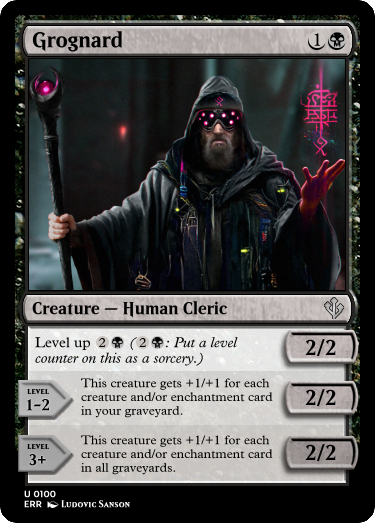 Grognard 1
Creature — Human Cleric
Level up 2 ( 2 : Put a level
counter on this as a sorcery.)
2/2
LEVEL
1-2
This creature gets +1/+1 for each
creature and/or enchantment card
in your graveyard.
2/2
LEVEL
3+
This creature gets +1/+1 for each
creature and/or enchantment card
in all graveyards.
2/2
U 0100
ERR Ludovic Sanson